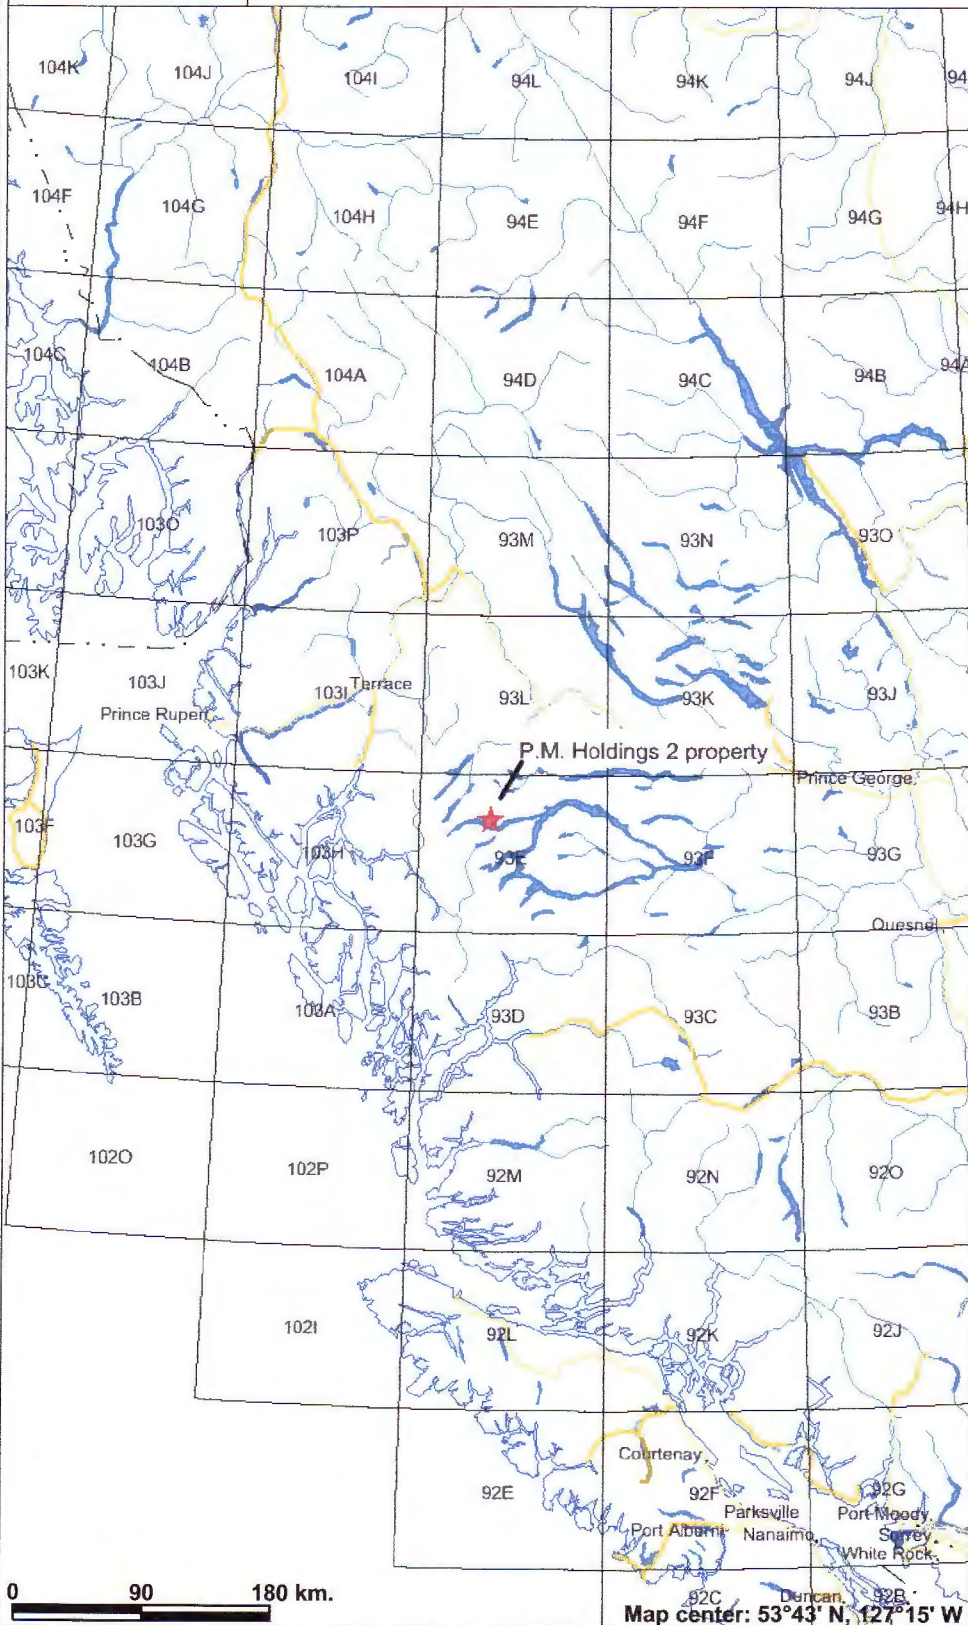 104K 104J 104I 94L 94K 94J 94
104F 104G 104H 94E 94F 94G 94H
104C 104B 104A 94D 94C 94B 94A
103O 103P 93M 93N 93O
103K 103J 103I Terrace 93L 93K 93J
Prince Rupert
P.M. Holdings 2 property
Prince George
103F 103G 103H 93E 93F 93G
Quesnel
103C 103B 103A 93D 93C 93B
102O 102P 92M 92N 92O
102I 92L 92K 92J
Courtenay
92E 92F 92G
Parksville Port Moody
Port Alberni Nanaimo Surrey
White Rock
92C Duncan 92B
0 90 180 km.
Map center: 53°43' N, 127°15' W